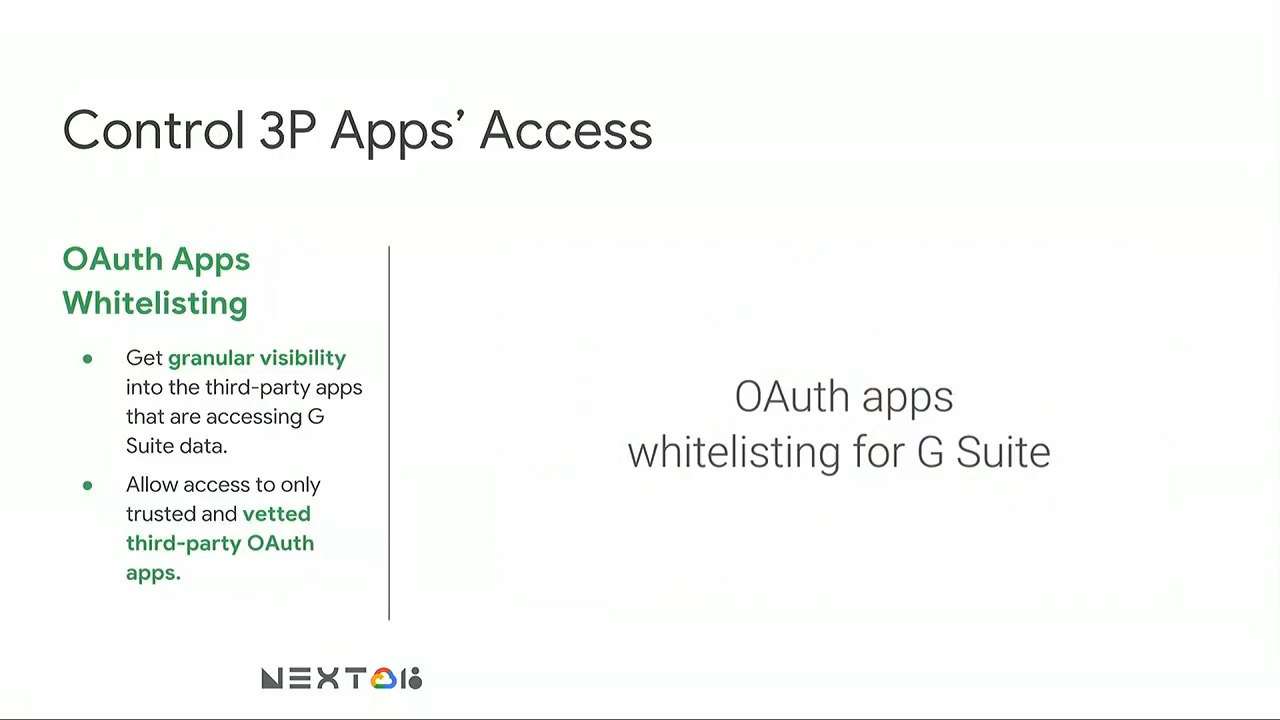 Control 3P Apps’ Access
OAuth Apps
Whitelisting
● Get granular visibility
into the third-party apps
that are accessing G
Suite data.
● Allow access to only
trusted and vetted
third-party OAuth
apps.
OAuth apps
whitelisting for G Suite
NEXT 18